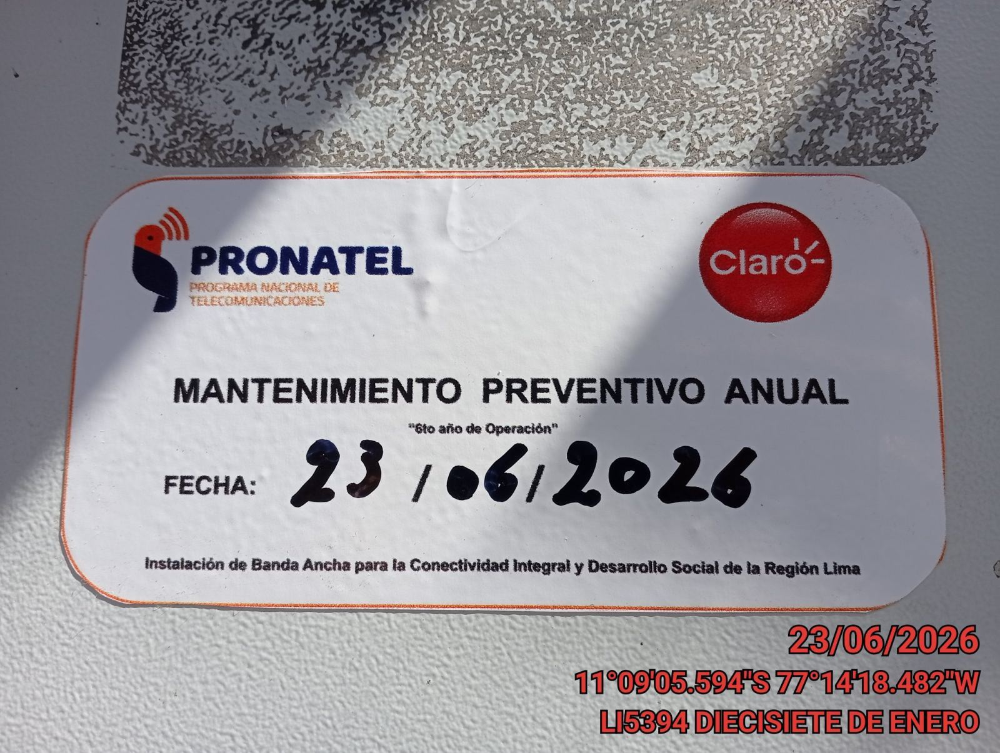 PRONATEL
PROGRAMA NACIONAL DE
TELECOMUNICACIONES
Claro
MANTENIMIENTO PREVENTIVO ANUAL
"6to año de Operación"
FECHA: 23/06/2026
Instalación de Banda Ancha para la Conectividad Integral y Desarrollo Social de la Región Lima
23/06/2026
11°09'05.594"S 77°14'18.482"W
LI5394 DIECISIETE DE ENERO